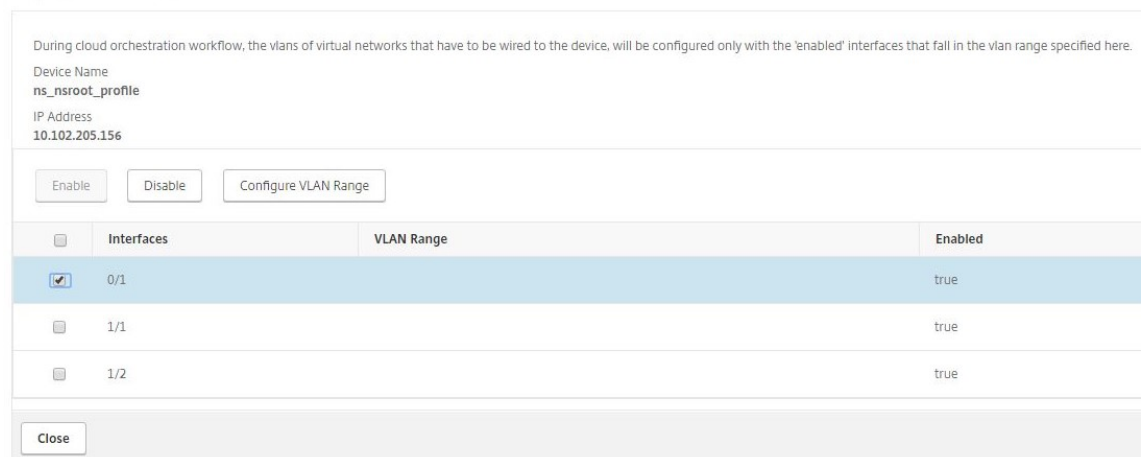 During cloud orchestration workflow, the vlans of virtual networks that have to be wired to the device, will be configured only with the 'enabled' interfaces that fall in the vlan range specified here.
Device Name
ns_nsroot_profile
IP Address
10.102.205.156
Enable Disable Configure VLAN Range
Interfaces VLAN Range Enabled
0/1 true
1/1 true
1/2 true
Close